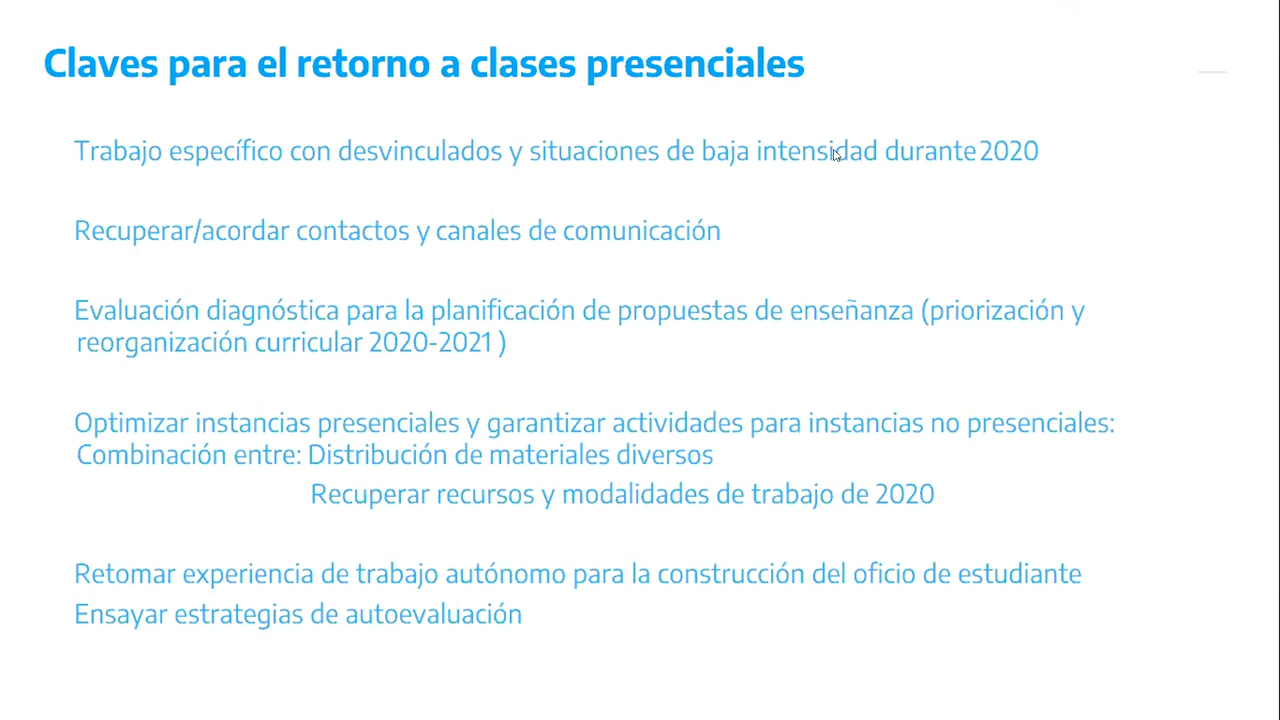 Claves para el retorno a clases presenciales
Trabajo específico con desvinculados y situaciones de baja intensidad durante 2020
Recuperar/acordar contactos y canales de comunicación
Evaluación diagnóstica para la planificación de propuestas de enseñanza (priorización y
reorganización curricular 2020-2021 )
Optimizar instancias presenciales y garantizar actividades para instancias no presenciales:
Combinación entre: Distribución de materiales diversos
Recuperar recursos y modalidades de trabajo de 2020
Retomar experiencia de trabajo autónomo para la construcción del oficio de estudiante
Ensayar estrategias de autoevaluación